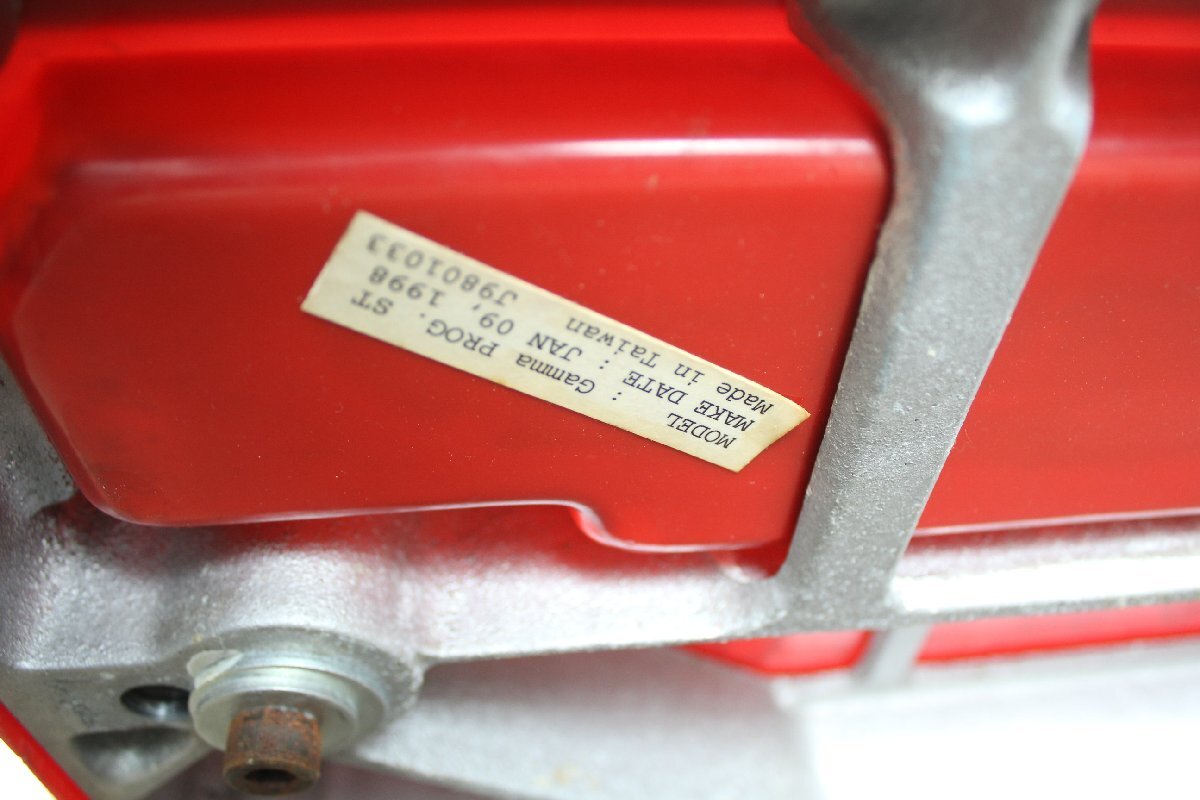 MODEL : Gamma PROG. ST
MAKE DATE : JAN 09, 1998
Made in Taiwan J9801033